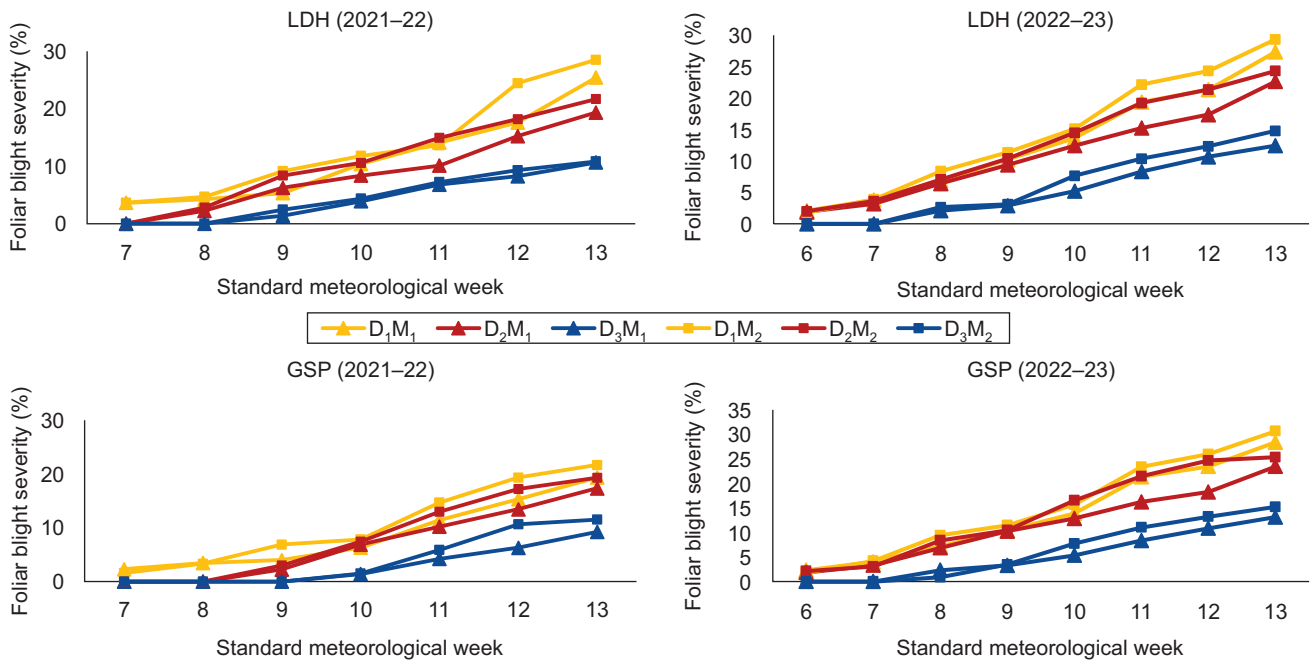 LDH (2021–22)
Foliar blight severity (%)
30
20
10
0
7 8 9 10 11 12 13
Standard meteorological week
LDH (2022–23)
Foliar blight severity (%)
30
25
20
15
10
5
0
6 7 8 9 10 11 12 13
Standard meteorological week
D₁M₁ D₂M₁ D₃M₁ D₁M₂ D₂M₂ D₃M₂
GSP (2021–22)
Foliar blight severity (%)
30
20
10
0
7 8 9 10 11 12 13
Standard meteorological week
GSP (2022–23)
Foliar blight severity (%)
35
30
25
20
15
10
5
0
6 7 8 9 10 11 12 13
Standard meteorological week